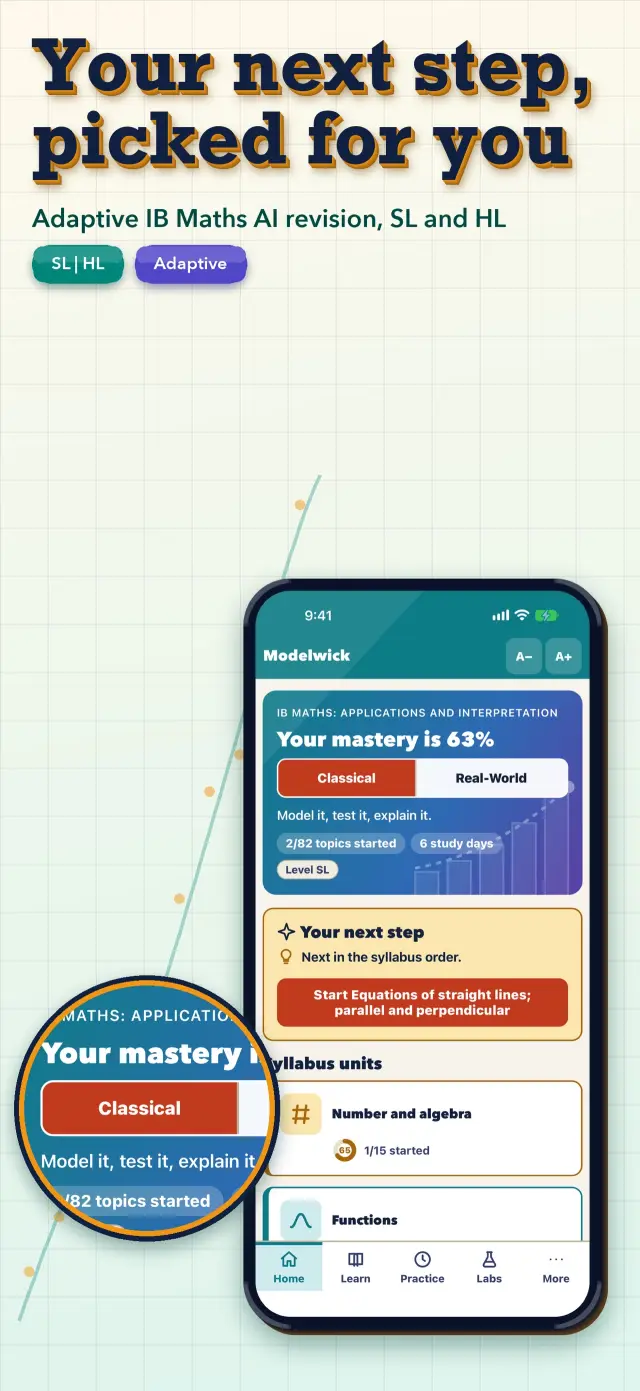 Your next step,
picked for you
Adaptive IB Maths AI revision, SL and HL
SL | HL
Adaptive
9:41
Modelwick
A−
A+
IB MATHS: APPLICATIONS AND INTERPRETATION
Your mastery is 63%
Classical
Real-World
Model it, test it, explain it.
2/82 topics started
6 study days
Level SL
Your next step
Next in the syllabus order.
Start Equations of straight lines;
parallel and perpendicular
yllabus units
Number and algebra
65
1/15 started
Functions
Home
Learn
Practice
Labs
More
MATHS: APPLICATIO
Your mastery i
Classical
Model it, test it, explain it
/82 topics started